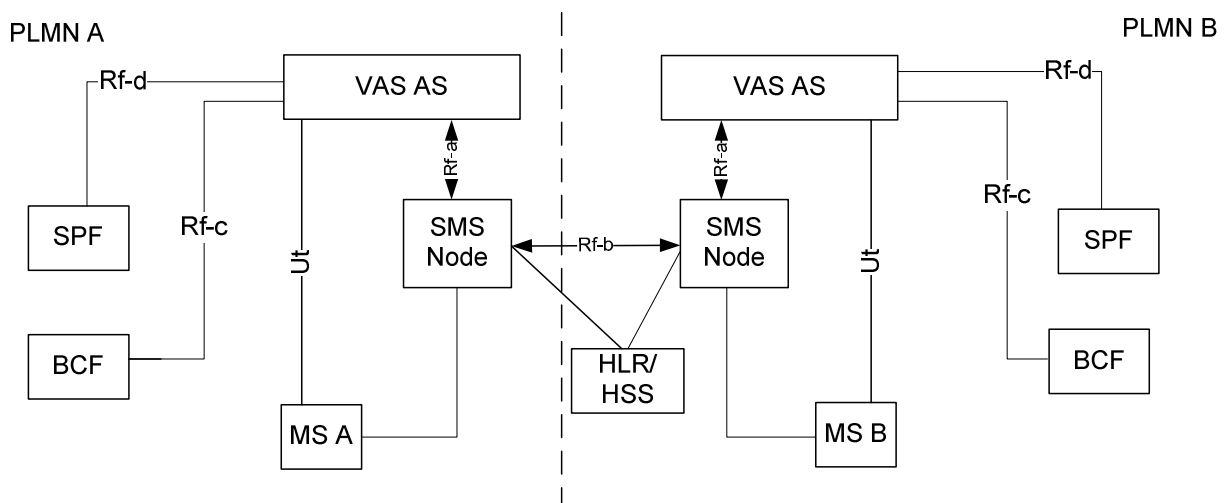 PLMN A
PLMN B
VAS AS
VAS AS
Rf-d
Rf-d
Rf-a
Rf-a
Rf-c
Rf-c
SPF
SMS
Node
SMS
Node
SPF
Rf-b
Ut
Ut
BCF
HLR/
HSS
BCF
MS A
MS B